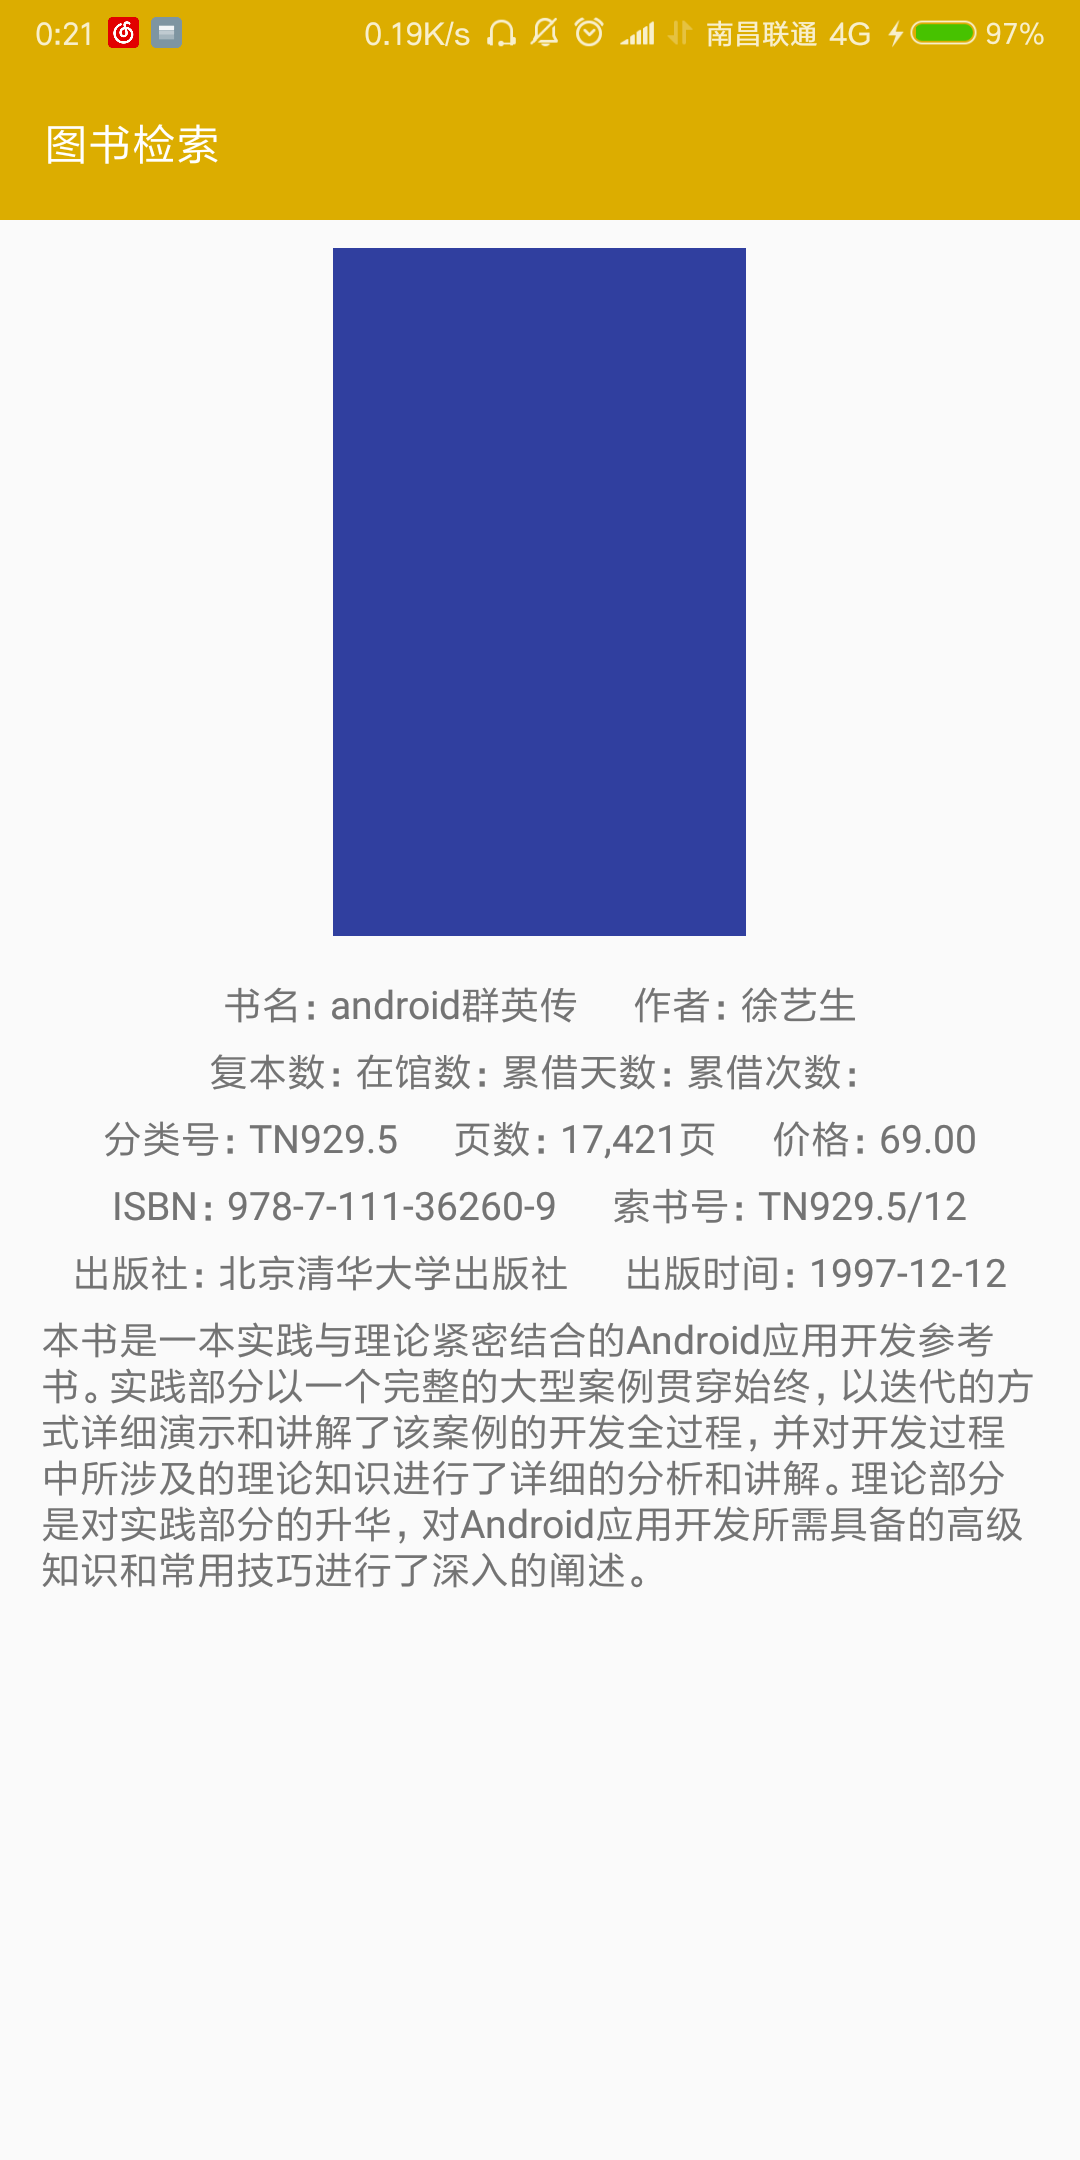 0:21 0.19K/s 南昌联通 4G 97%
图书检索
书名：android群英传 作者：徐艺生
复本数：在馆数：累借天数：累借次数：
分类号：TN929.5 页数：17,421页 价格：69.00
ISBN：978-7-111-36260-9 索书号：TN929.5/12
出版社：北京清华大学出版社 出版时间：1997-12-12
本书是一本实践与理论紧密结合的Android应用开发参考
书。实践部分以一个完整的大型案例贯穿始终，以迭代的方
式详细演示和讲解了该案例的开发全过程，并对开发过程
中所涉及的理论知识进行了详细的分析和讲解。理论部分
是对实践部分的升华，对Android应用开发所需具备的高级
知识和常用技巧进行了深入的阐述。